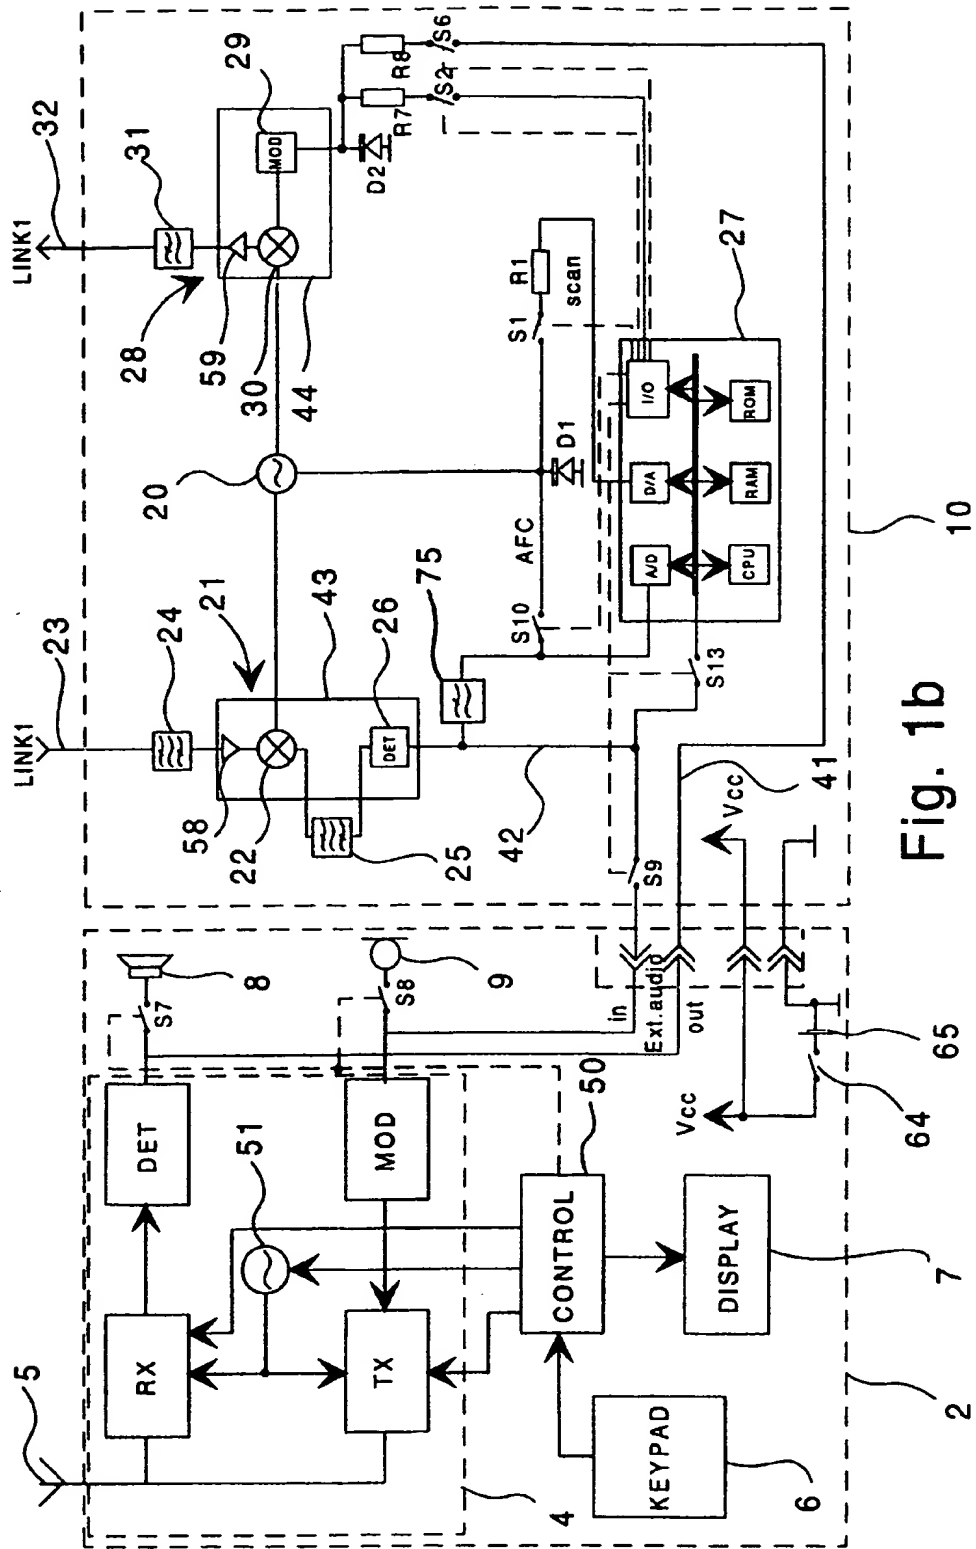 LINK1
23
24
58
22
25
21
43
26
42
75
20
LINK1
32
31
28
59
30
44
29
MOD
DET
D2
R7
R8
S2
S6
AFC
S10
D1
S1
R1
scan
S13
S9
I/O
D/A
A/D
ROM
RAM
CPU
27
41
Vcc
10
5
RX
DET
S7
8
51
TX
MOD
S8
9
4
in
Ext.audio
out
CONTROL
50
Vcc
64
65
KEYPAD
6
DISPLAY
7
2
Fig. 1b